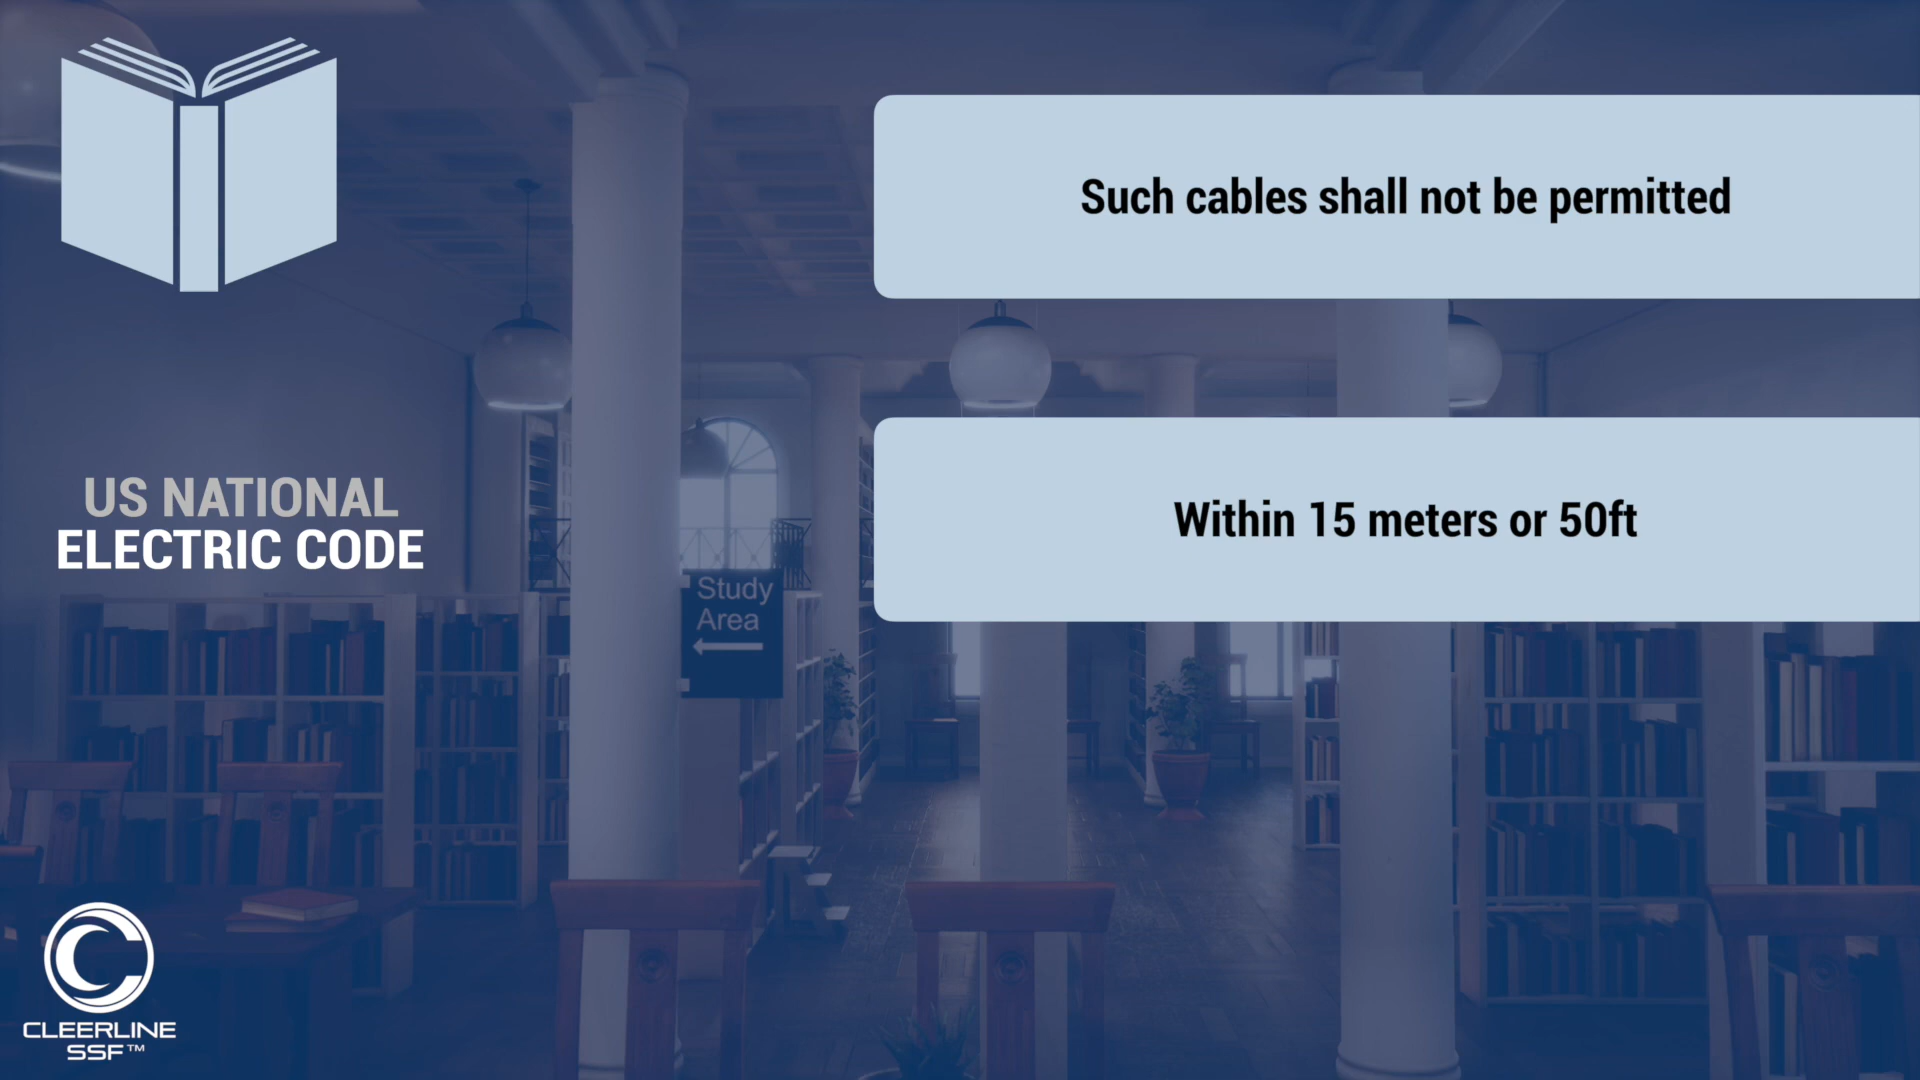 US NATIONAL
ELECTRIC CODE
Such cables shall not be permitted
Within 15 meters or 50ft
Study
Area
CLEERLINE
SSF™